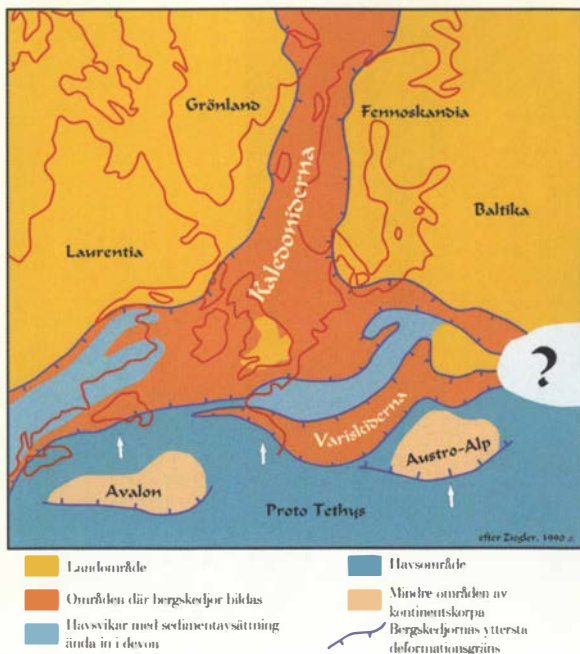 Grönland
Fennoskandia
Kaledoniderna
Baltika
Laurentia
?
Variskiderna
Austro-Alp
Avalon
Proto Tethys
efter Ziegler, 1990
Landområde
Områden där bergskedjor bildas
Havsvikar med sedimentavsättning
ända in i devon
Havsområde
Mindre områden av
kontinentskorpa
Bergskedjornas yttersta
deformationsgräns